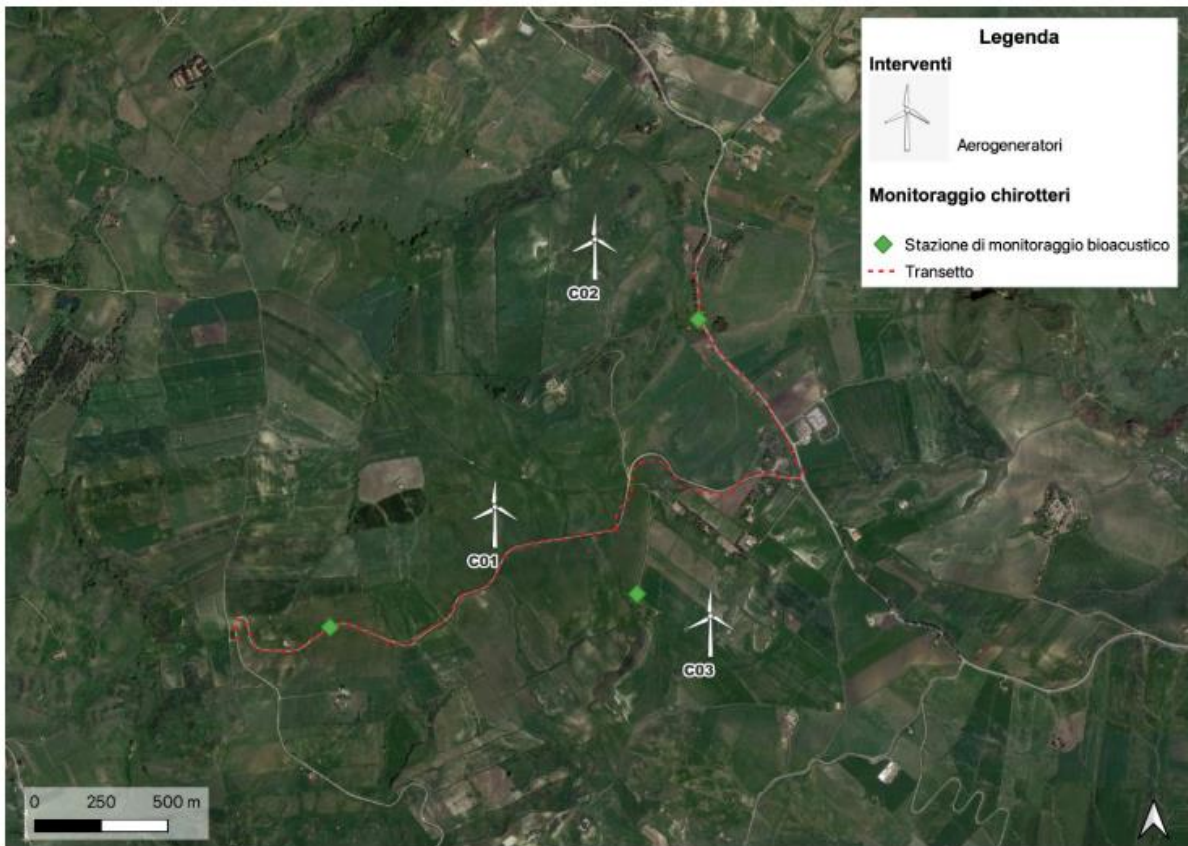 Legenda
Interventi
Aerogeneratori
Monitoraggio chirotteri
Stazione di monitoraggio bioacustico
Transetto
C02
C01
C03
0 250 500 m